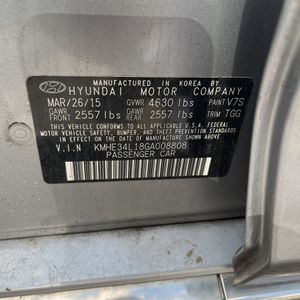 MANUFACTURED IN KOREA BY
HYUNDAI MOTOR COMPANY
MAR/26/15 GVWR 4630 lbs PAINT V7S
GAWR FRONT 2557 lbs GAWR REAR 2557 lbs TRIM TGG
THIS VEHICLE CONFORMS TO ALL APPLICABLE U.S.A. FEDERAL
MOTOR VEHICLE SAFETY, BUMPER, AND THEFT PREVENTION STANDARDS
IN EFFECT ON THE DATE OF MANUFACTURE SHOWN ABOVE.
V.I.N KMHE34L18GA008808
PASSENGER CAR